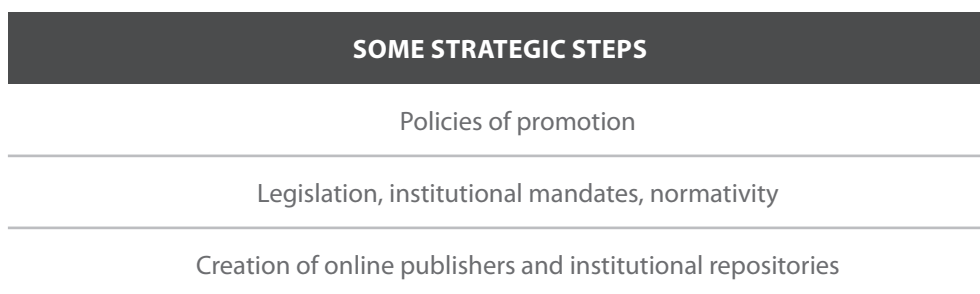 SOME STRATEGIC STEPS
Policies of promotion
Legislation, institutional mandates, normativity
Creation of online publishers and institutional repositories